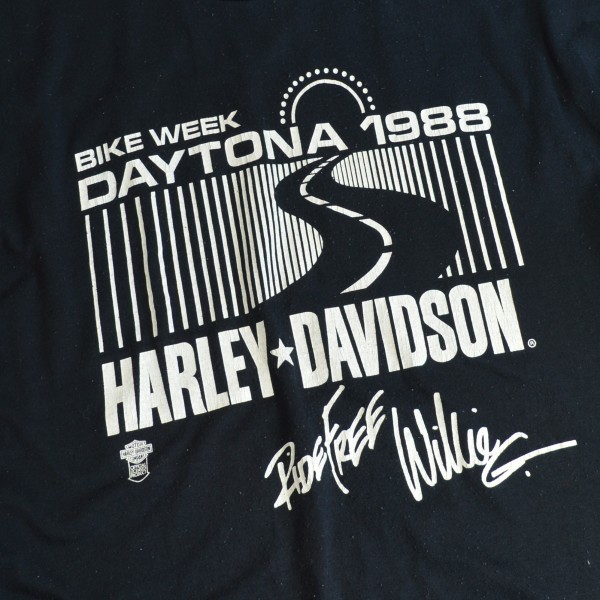 BIKE WEEK
DAYTONA 1988
HARLEY★DAVIDSON®
RIDE FREE Willie G.